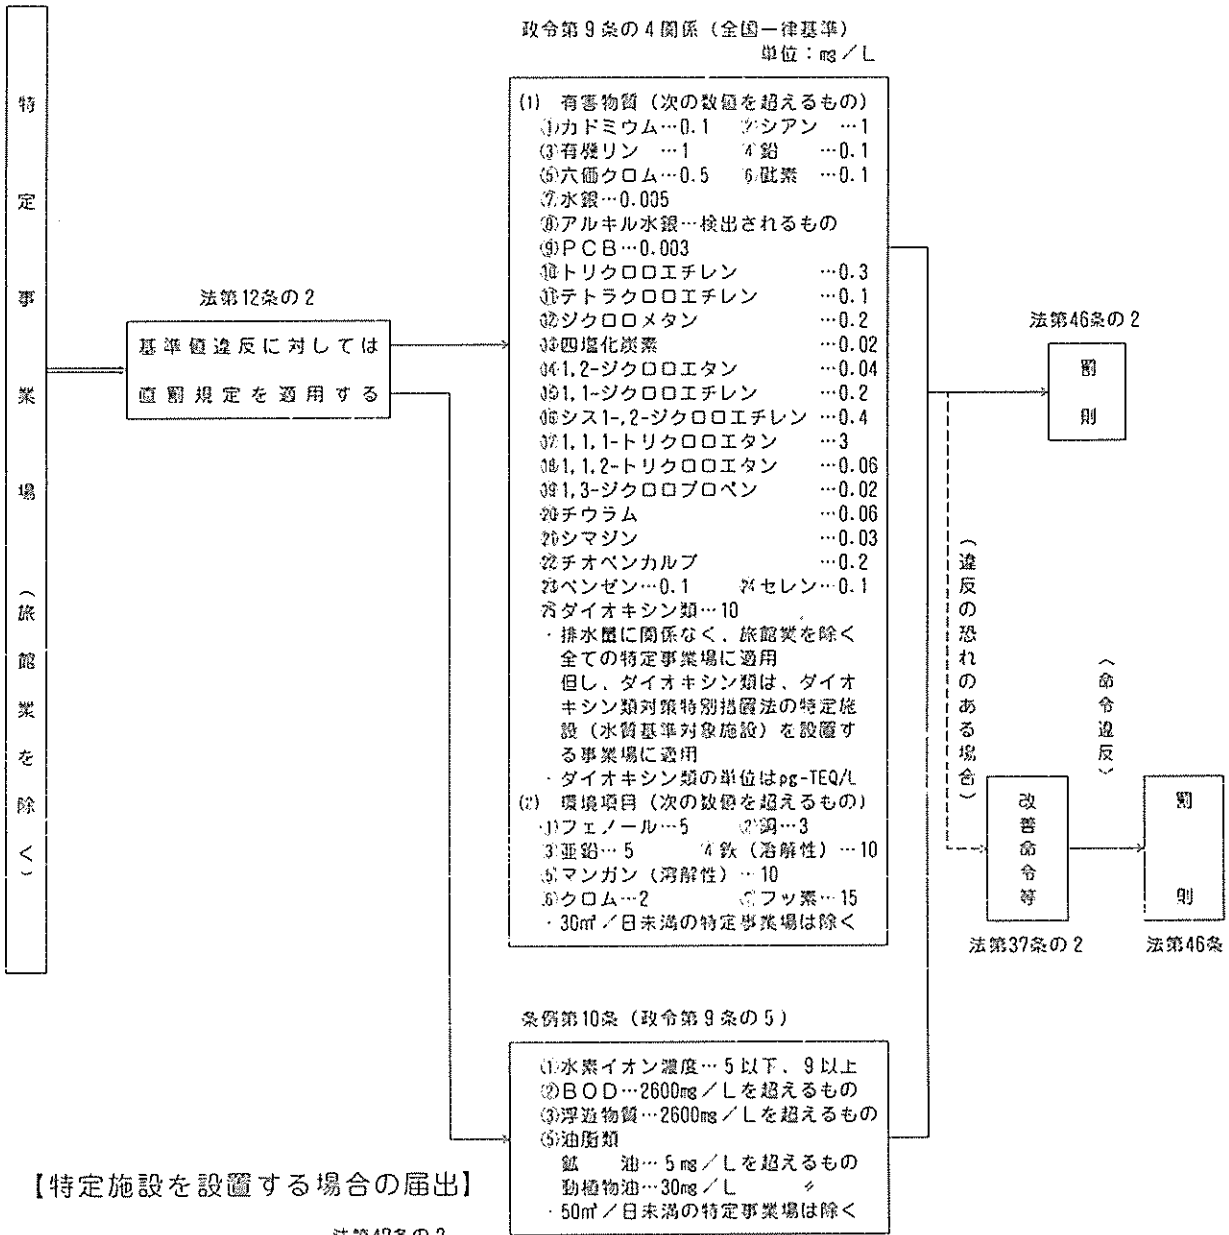 特定事業場（旅館業を除く）
法第12条の2
基準値違反に対しては
直罰規定を適用する
政令第9条の4関係（全国一律基準）
単位：㎎／L
(1) 有害物質（次の数値を超えるもの）
①カドミウム…0.1 ②シアン …1
③有機リン …1 ④鉛 …0.1
⑤六価クロム…0.5 ⑥砒素 …0.1
⑦水銀…0.005
⑧アルキル水銀…検出されるもの
⑨PCB…0.003
⑩トリクロロエチレン …0.3
⑪テトラクロロエチレン …0.1
⑫ジクロロメタン …0.2
⑬四塩化炭素 …0.02
⑭1,2-ジクロロエタン …0.04
⑮1,1-ジクロロエチレン …0.2
⑯シス1-,2-ジクロロエチレン …0.4
⑰1,1,1-トリクロロエタン …3
⑱1,1,2-トリクロロエタン …0.06
⑲1,3-ジクロロプロペン …0.02
⑳チウラム …0.06
㉑シマジン …0.03
㉒チオベンカルブ …0.2
㉓ベンゼン…0.1 ㉔セレン…0.1
㉕ダイオキシン類…10
・排水量に関係なく、旅館業を除く
全ての特定事業場に適用
但し、ダイオキシン類は、ダイオ
キシン類対策特別措置法の特定施
設（水質基準対象施設）を設置す
る事業場に適用
・ダイオキシン類の単位はpg-TEQ/L
(2) 環境項目（次の数値を超えるもの）
①フェノール…5 ②銅…3
③亜鉛…5 ④鉄（溶解性）…10
⑤マンガン（溶解性）…10
⑥クロム…2 ⑦フッ素…15
・30㎥／日未満の特定事業場は除く
条例第10条（政令第9条の5）
①水素イオン濃度…5以下、9以上
②BOD…2600㎎／Lを超えるもの
③浮遊物質…2600㎎／Lを超えるもの
⑤油脂類
鉱 油…5㎎／Lを超えるもの
動植物油…30㎎／L 〃
・50㎥／日未満の特定事業場は除く
法第46条の2
罰則
（違反の恐れのある場合）
改善命令等
法第37条の2
（命令違反）
罰則
法第46条
【特定施設を設置する場合の届出】